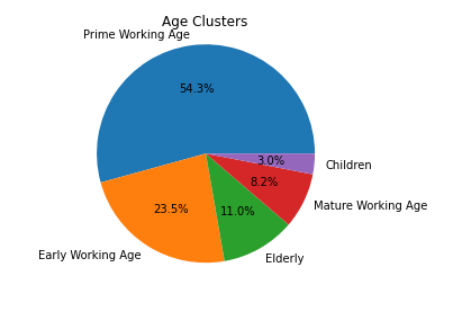 Age Clusters
Prime Working Age
54.3%
3.0%
Children
8.2%
Mature Working Age
23.5%
11.0%
Early Working Age
Elderly